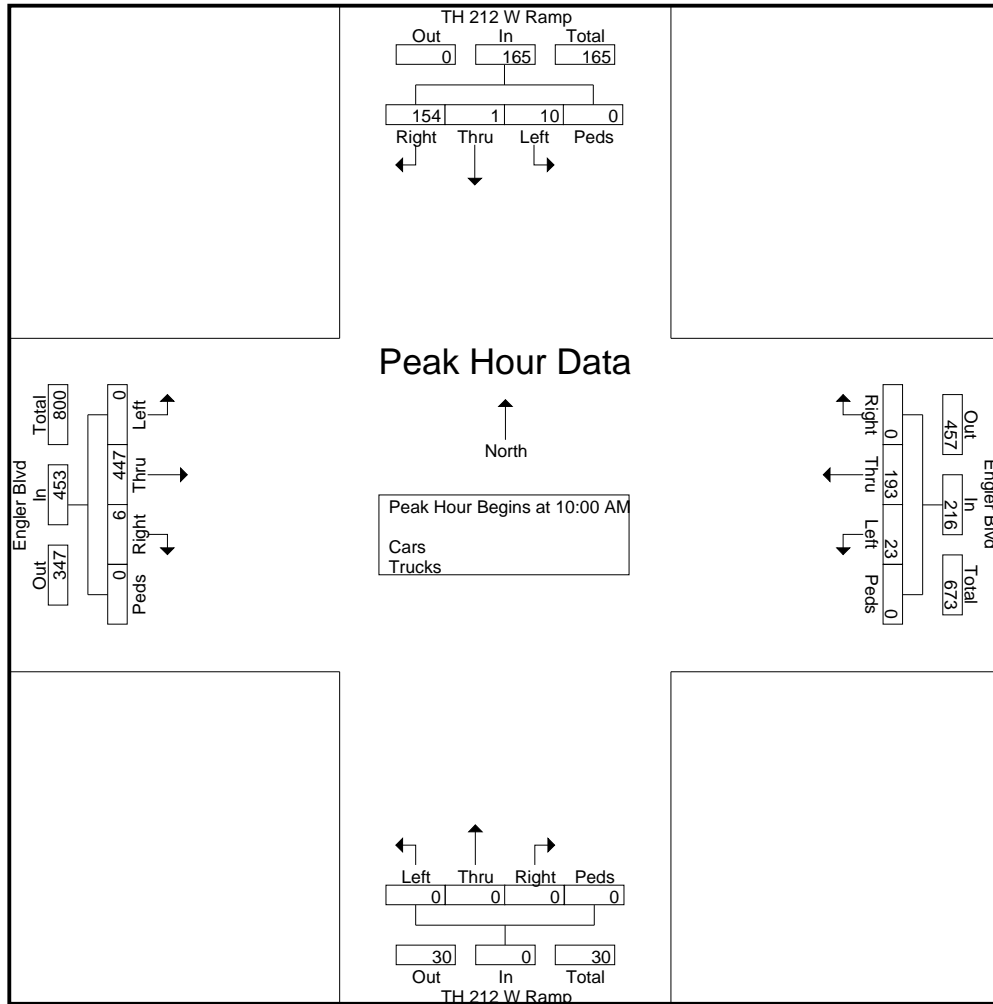 TH 212 W Ramp
Out In Total
0 165 165
154 1 10 0
Right Thru Left Peds
Peak Hour Data
North
Peak Hour Begins at 10:00 AM
Cars
Trucks
Engler Blvd
Total In Out
800 453 347
0 447 6 0
Left Thru Right Peds
Engler Blvd
Out In Total
457 216 673
0 193 23 0
Right Thru Left Peds
Left Thru Right Peds
0 0 0 0
30 0 30
Out In Total
TH 212 W Ramp